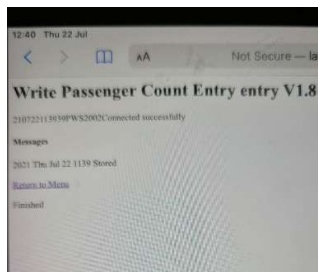 12:40 Thu 22 Jul
AA Not Secure — la
Write Passenger Count Entry entry V1.8
210722113939PWS2002Connected successfully
Messages
2021 Thu Jul 22 1139 Stored
Return to Menu
Finished